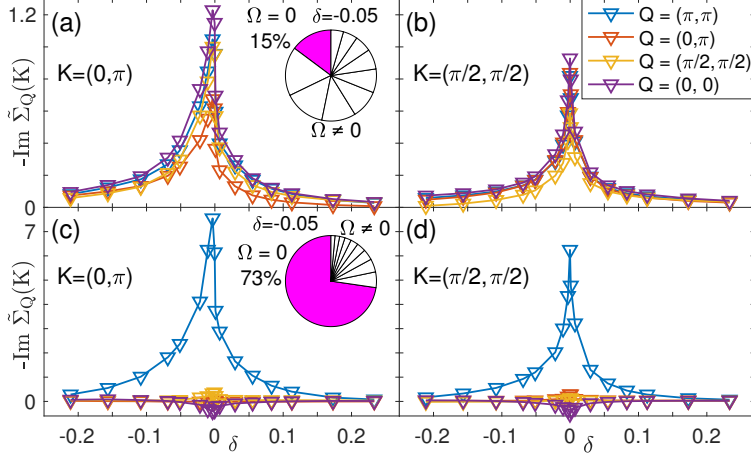 (a)
Ω = 0
δ=-0.05
15%
K=(0,π)
Ω ≠ 0
1.2
0
-Im Σ̃_Q(K)
(b)
K=(π/2,π/2)
Q = (π,π)
Q = (0,π)
Q = (π/2,π/2)
Q = (0, 0)
(c)
δ=-0.05
Ω ≠ 0
Ω = 0
73%
K=(0,π)
7
0
-Im Σ̃_Q(K)
-0.2 -0.1 0 0.1 0.2
δ
(d)
K=(π/2,π/2)
-0.2 -0.1 0 0.1 0.2
δ